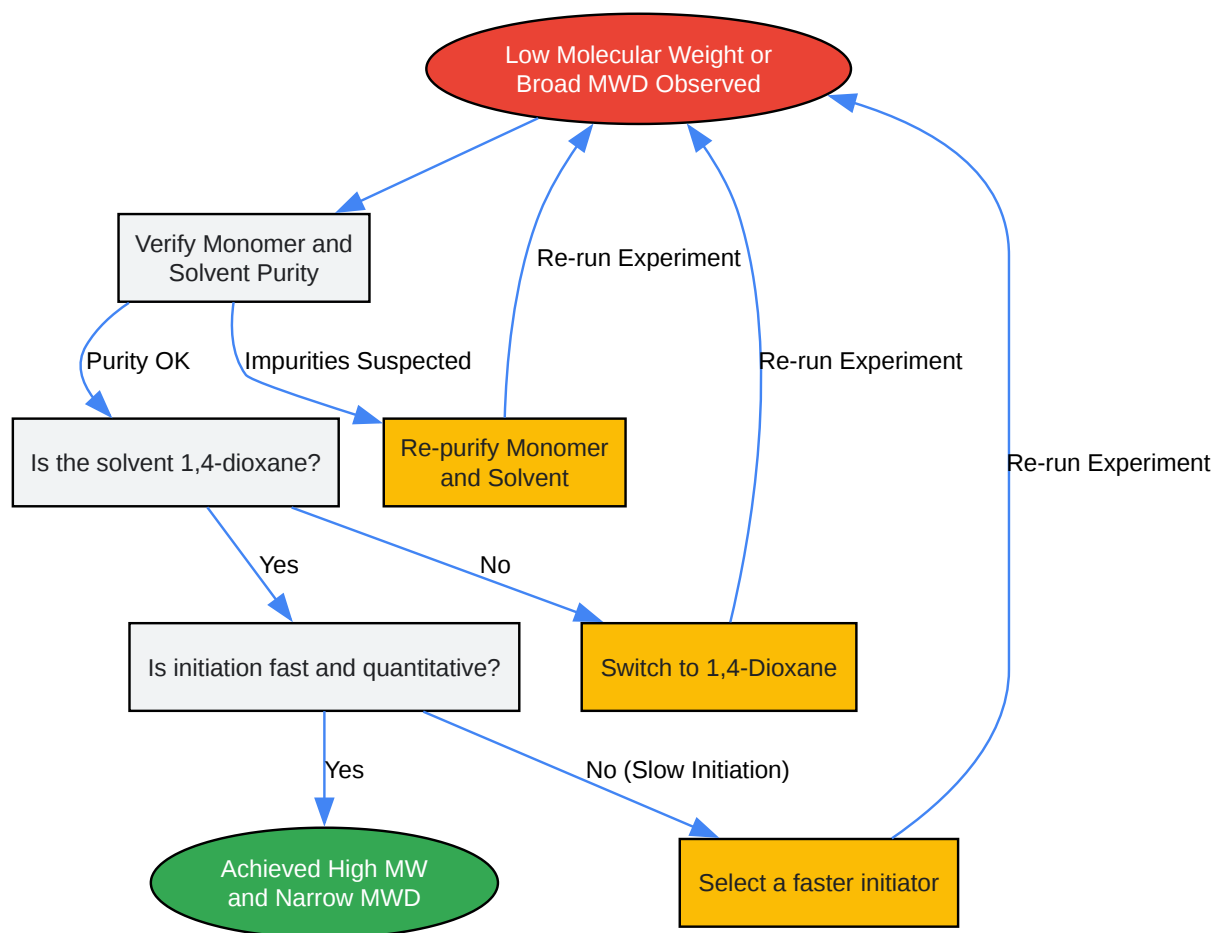 Low Molecular Weight or
Broad MWD Observed
Verify Monomer and
Solvent Purity
Re-run Experiment
Purity OK
Impurities Suspected
Re-run Experiment
Is the solvent 1,4-dioxane?
Re-purify Monomer
and Solvent
Re-run Experiment
Yes
No
Is initiation fast and quantitative?
Switch to 1,4-Dioxane
Yes
No (Slow Initiation)
Achieved High MW
and Narrow MWD
Select a faster initiator